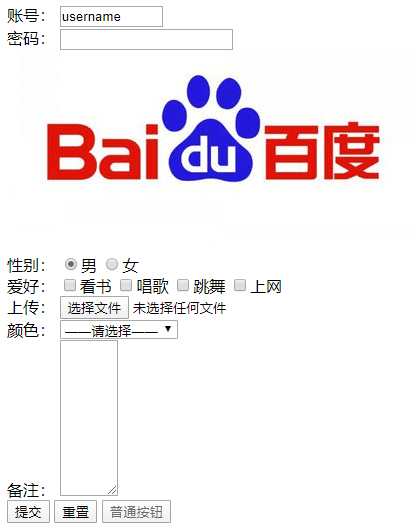 账号： username
密码：
Bai du 百度
性别： 男 女
爱好： 看书 唱歌 跳舞 上网
上传： 选择文件 未选择任何文件
颜色： ——请选择——
备注：
提交 重置 普通按钮